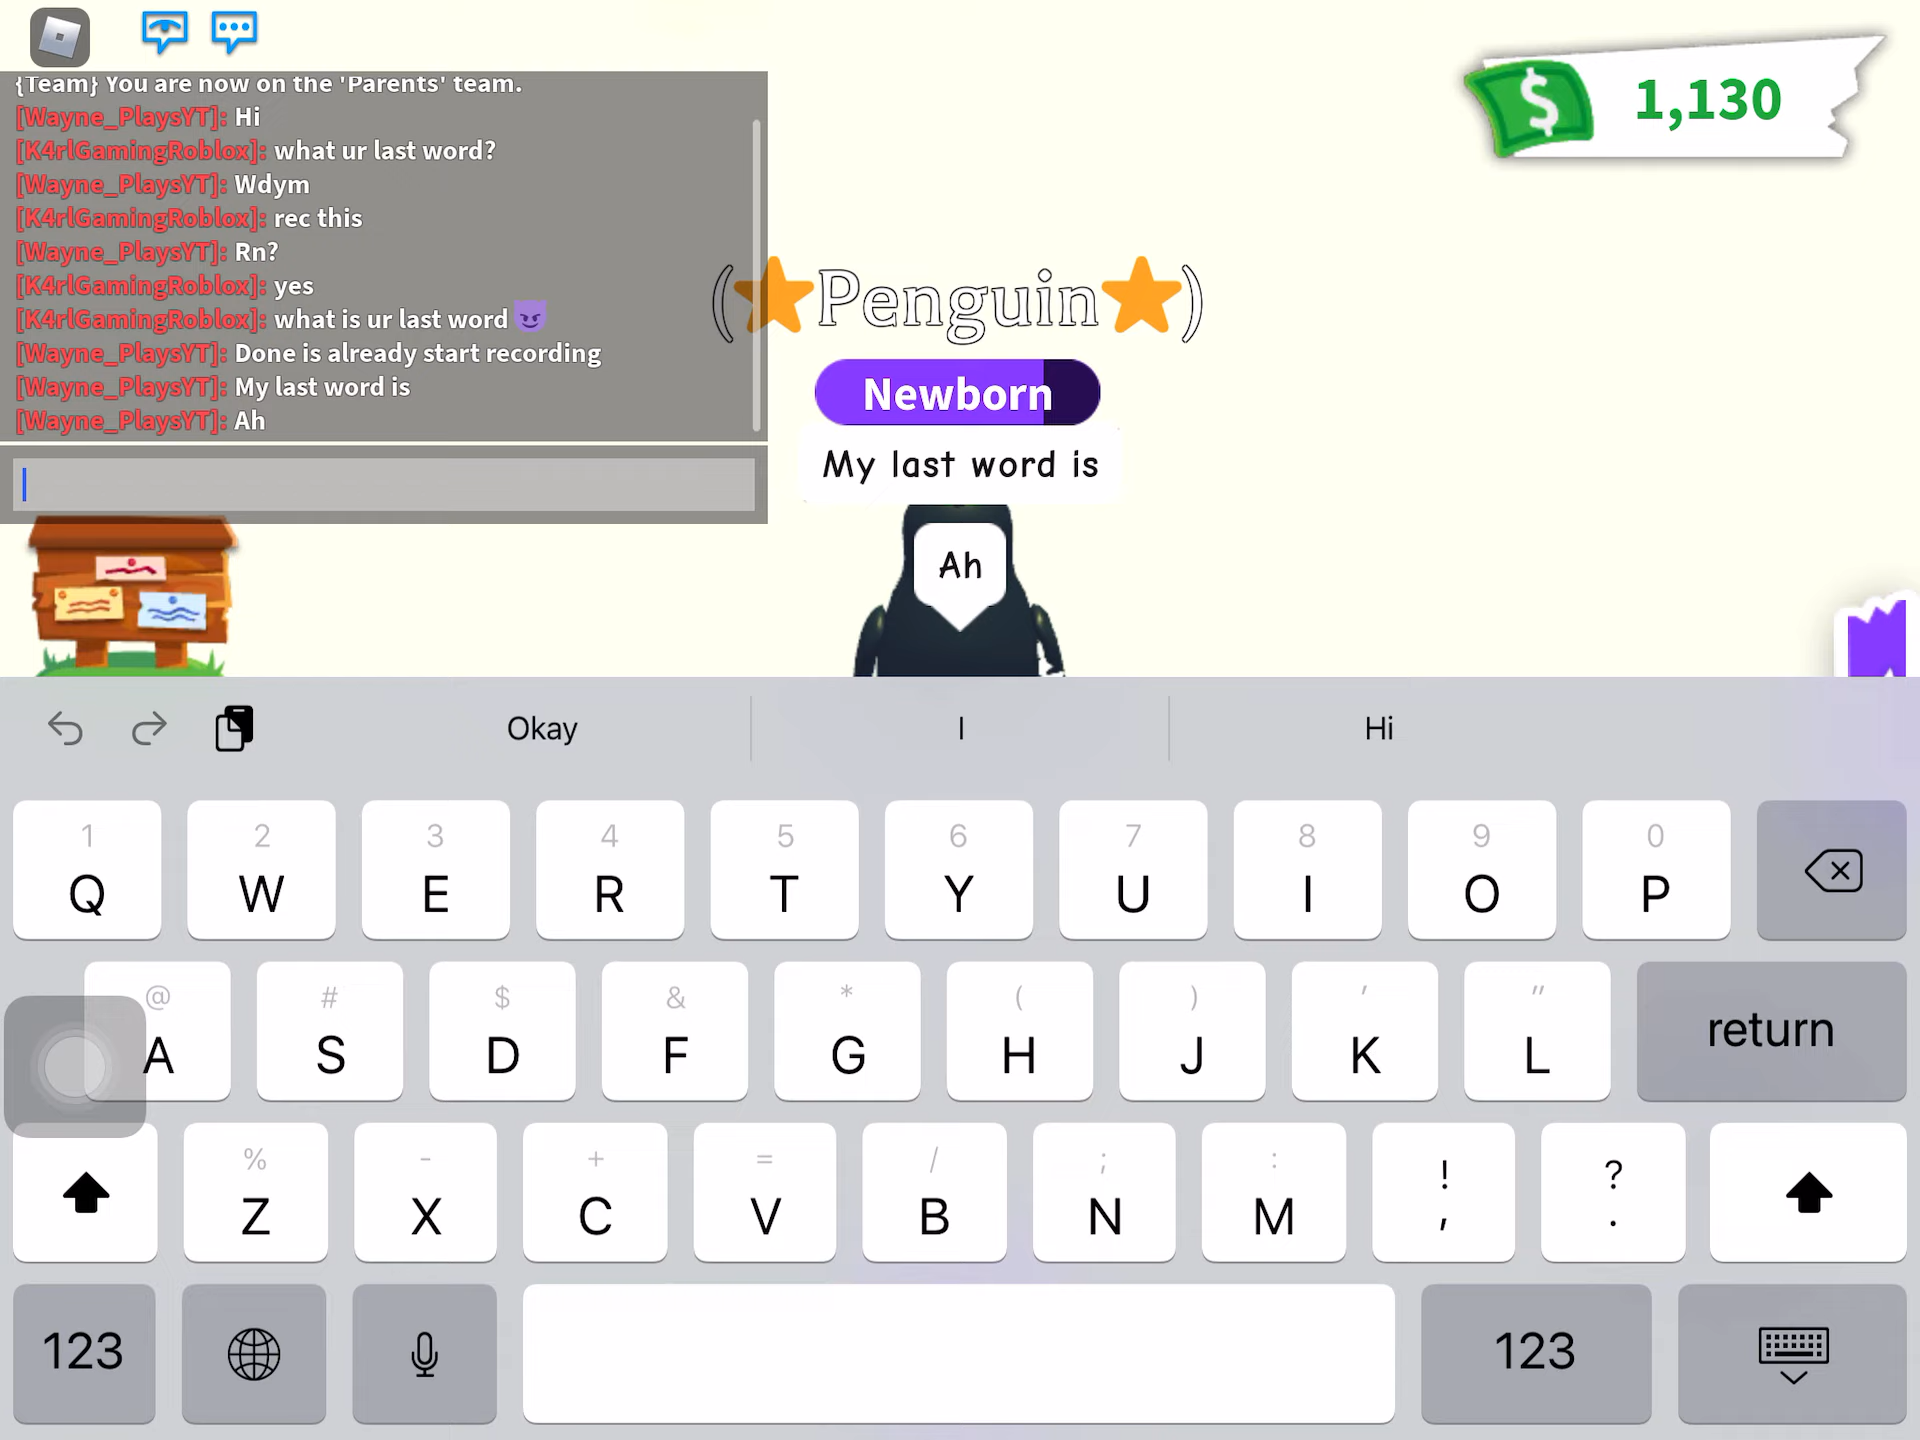 {Team} You are now on the 'Parents' team.
[Wayne_PlaysYT]: Hi
[K4rlGamingRoblox]: what ur last word?
[Wayne_PlaysYT]: Wdym
[K4rlGamingRoblox]: rec this
[Wayne_PlaysYT]: Rn?
[K4rlGamingRoblox]: yes
[K4rlGamingRoblox]: what is ur last word😈
[Wayne_PlaysYT]: Done is already start recording
[Wayne_PlaysYT]: My last word is
[Wayne_PlaysYT]: Ah
$ 1,130
(⭐Penguin⭐)
Newborn
My last word is
Ah
Okay I Hi
1 2 3 4 5 6 7 8 9 0
Q W E R T Y U I O P
@ # $ & * ( ) ' "
A S D F G H J K L return
% - + = / ; : ! ?
Z X C V B N M , .
123 123